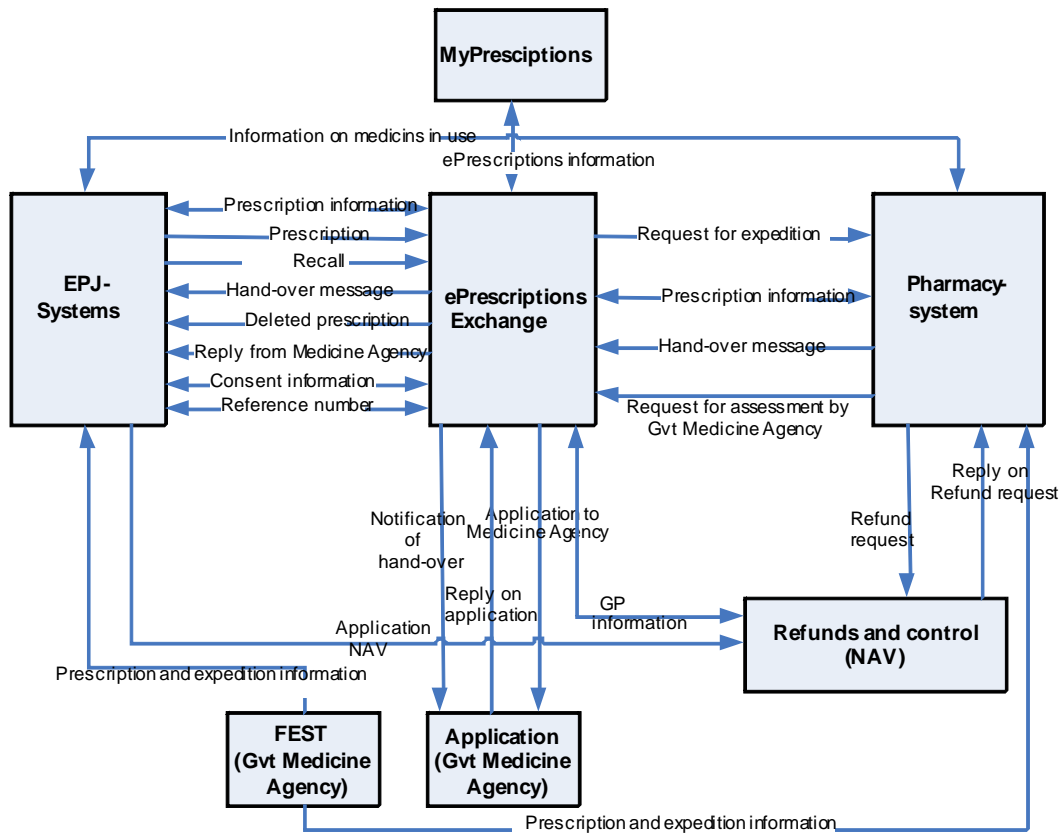 MyPresciptions
Information on medicins in use
ePrescriptions information
EPJ-
Systems
Prescription information
Prescription
Recall
Hand-over message
Deleted prescription
Reply from Medicine Agency
Consent information
Reference number
ePrescriptions
Exchange
Request for expedition
Prescription information
Hand-over message
Request for assessment by
Gvt Medicine Agency
Pharmacy-
system
Notification
of
hand-over
Application to
Medicine Agency
Reply on
application
GP
information
Refund
request
Reply on
Refund request
Application
NAV
Refunds and control
(NAV)
Prescription and expedition information
FEST
(Gvt Medicine
Agency)
Application
(Gvt Medicine
Agency)
Prescription and expedition information